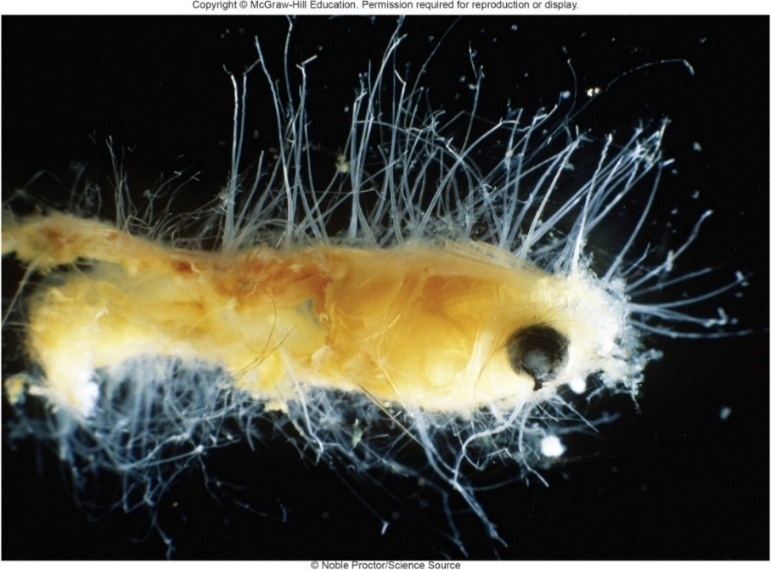 Copyright © McGraw-Hill Education. Permission required for reproduction or display.
© Noble Proctor/Science Source